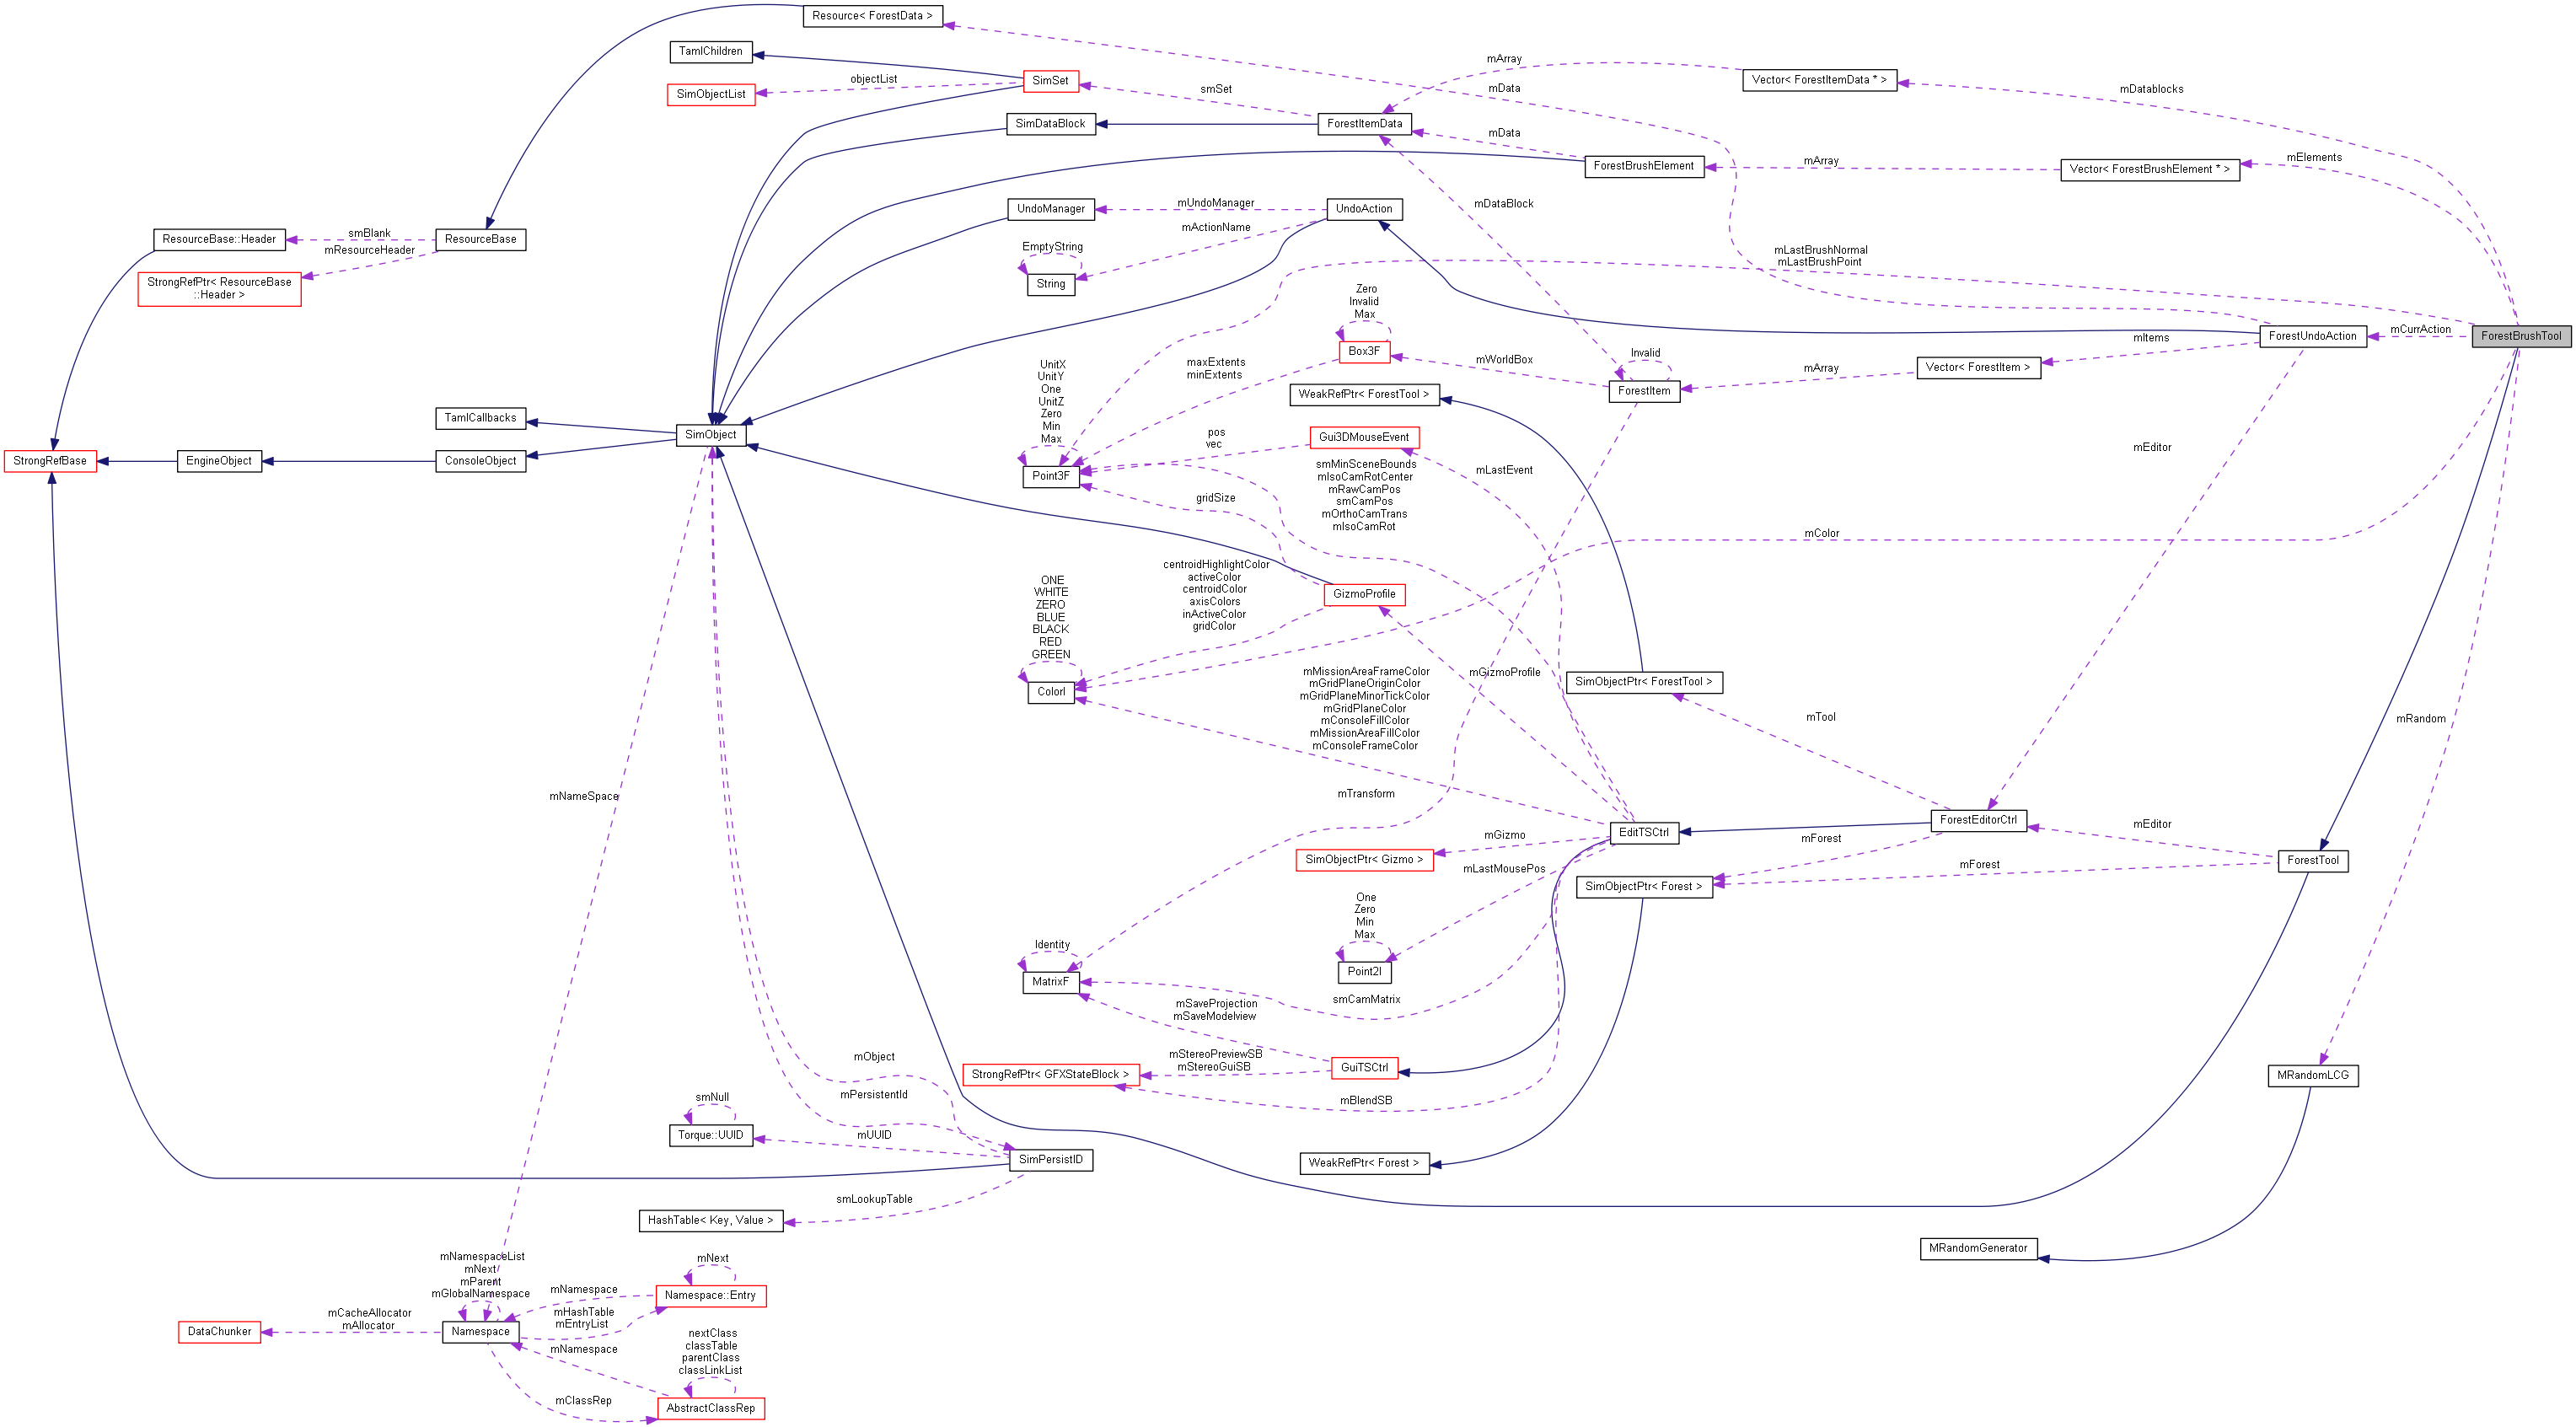 Resource< ForestData >
TamlChildren
SimSet
objectList
SimObjectList
smSet
mArray
Vector< ForestItemData * >
mData
mDatablocks
SimDataBlock
ForestItemData
mData
ForestBrushElement
mArray
Vector< ForestBrushElement * >
mElements
mDataBlock
UndoManager
mUndoManager
UndoAction
mActionName
ResourceBase::Header
smBlank
mResourceHeader
ResourceBase
EmptyString
String
StrongRefPtr< ResourceBase
::Header >
mLastBrushNormal
mLastBrushPoint
Zero
Invalid
Max
Box3F
ForestUndoAction
mCurrAction
ForestBrushTool
mItems
maxExtents
minExtents
mWorldBox
Invalid
ForestItem
mArray
Vector< ForestItem >
UnitX
UnitY
One
UnitZ
Zero
Min
Max
Point3F
WeakRefPtr< ForestTool >
TamlCallbacks
SimObject
pos
vec
Gui3DMouseEvent
mEditor
StrongRefBase
EngineObject
ConsoleObject
gridSize
smMinSceneBounds
mIsoCamRotCenter
mRawCamPos
smCamPos
mOrthoCamTrans
mIsoCamRot
mLastEvent
mColor
centroidHighlightColor
activeColor
centroidColor
axisColors
inActiveColor
gridColor
GizmoProfile
ONE
WHITE
ZERO
BLUE
BLACK
RED
GREEN
ColorI
mMissionAreaFrameColor
mGridPlaneOriginColor
mGridPlaneMinorTickColor
mGridPlaneColor
mConsoleFillColor
mMissionAreaFillColor
mConsoleFrameColor
mGizmoProfile
SimObjectPtr< ForestTool >
mTool
mRandom
mNameSpace
mTransform
mGizmo
EditTSCtrl
ForestEditorCtrl
mEditor
mForest
SimObjectPtr< Gizmo >
mLastMousePos
mForest
ForestTool
SimObjectPtr< Forest >
One
Zero
Min
Max
Point2I
Identity
MatrixF
mSaveProjection
mSaveModelview
smCamMatrix
mObject
mPersistentId
mStereoPreviewSB
mStereoGuiSB
GuiTSCtrl
StrongRefPtr< GFXStateBlock >
mBlendSB
MRandomLCG
smNull
Torque::UUID
mUUID
SimPersistID
WeakRefPtr< Forest >
smLookupTable
HashTable< Key, Value >
MRandomGenerator
mNamespaceList
mNext
mParent
mGlobalNamespace
mNext
mNamespace
Namespace::Entry
mHashTable
mEntryList
mCacheAllocator
mAllocator
DataChunker
Namespace
mNamespace
nextClass
classTable
parentClass
classLinkList
mClassRep
AbstractClassRep